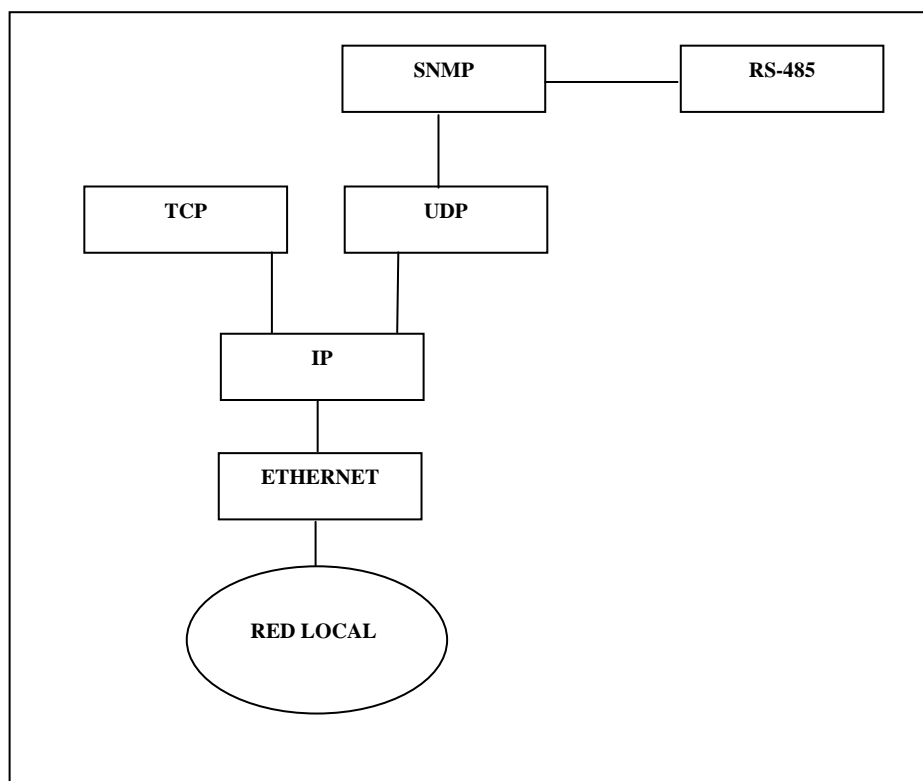 SNMP
RS-485
TCP
UDP
IP
ETHERNET
RED LOCAL